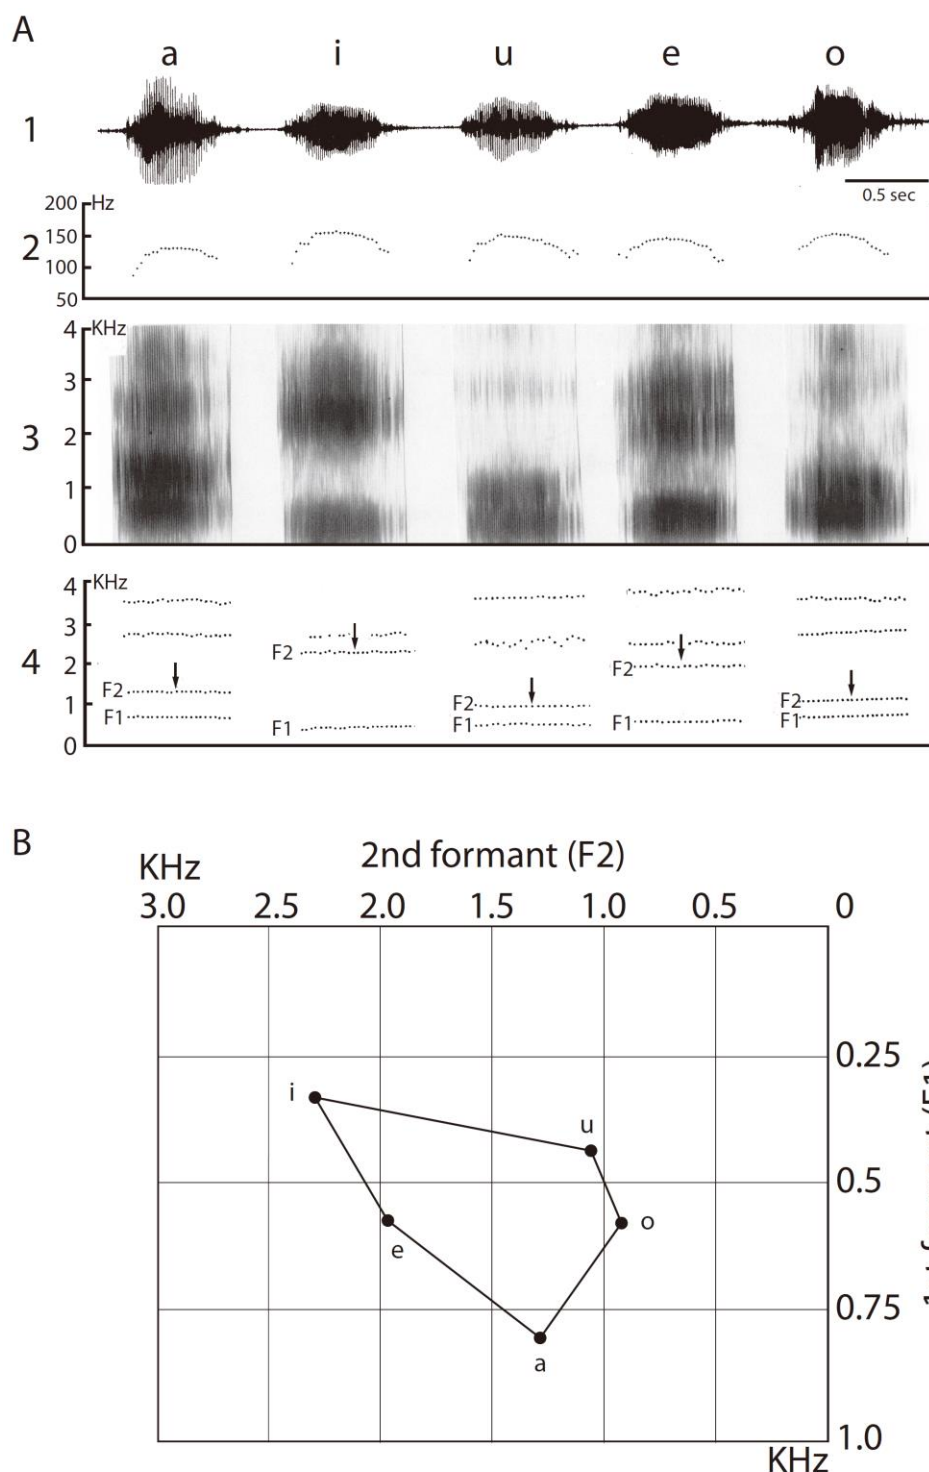 A
a i u e o
1
0.5 sec
200 Hz
150
2
100
50
4 KHz
3
3
2
1
0
4 KHz
3
F2
4
2
F2
F2
1
F2
F2
F1
F1
F1
F1
F1
0
B
2nd formant (F2)
KHz
3.0 2.5 2.0 1.5 1.0 0.5 0
0.25
i
u
0.5
o
e
0.75
a
1.0
KHz